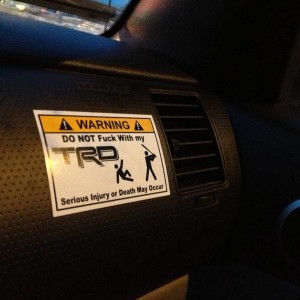 WARNING
DO NOT Fuck With my
TRD
Serious Injury or Death May Occur